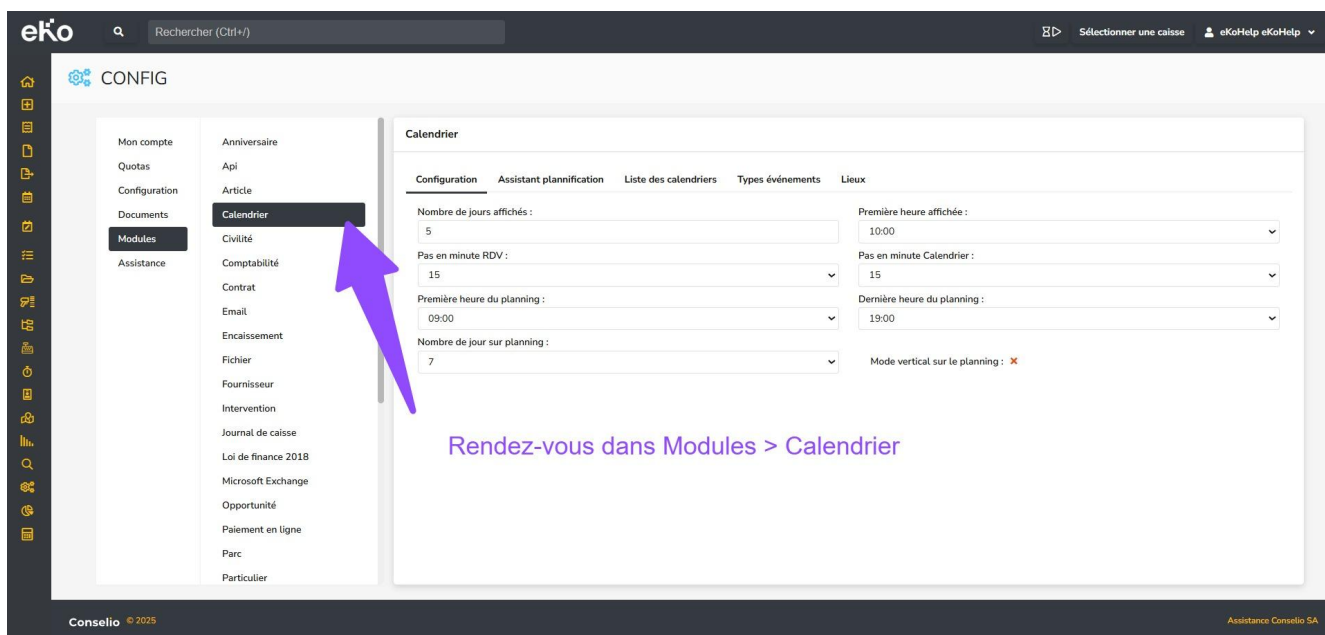 eko
Rechercher (Ctrl+/)
Sélectionner une caisse
eKoHelp eKoHelp
CONFIG
Mon compte
Quotas
Configuration
Documents
Modules
Assistance
Anniversaire
Api
Article
Calendrier
Civilité
Comptabilité
Contrat
Email
Encaissement
Fichier
Fournisseur
Intervention
Journal de caisse
Loi de finance 2018
Microsoft Exchange
Opportunité
Paiement en ligne
Parc
Particulier
Calendrier
Configuration Assistant plannification Liste des calendriers Types événements Lieux
Nombre de jours affichés :
5
Première heure affichée :
10:00
Pas en minute RDV :
15
Pas en minute Calendrier :
15
Première heure du planning :
09:00
Dernière heure du planning :
19:00
Nombre de jour sur planning :
7
Mode vertical sur le planning :
Rendez-vous dans Modules > Calendrier
Conselio © 2025
Assistance Conselio SA